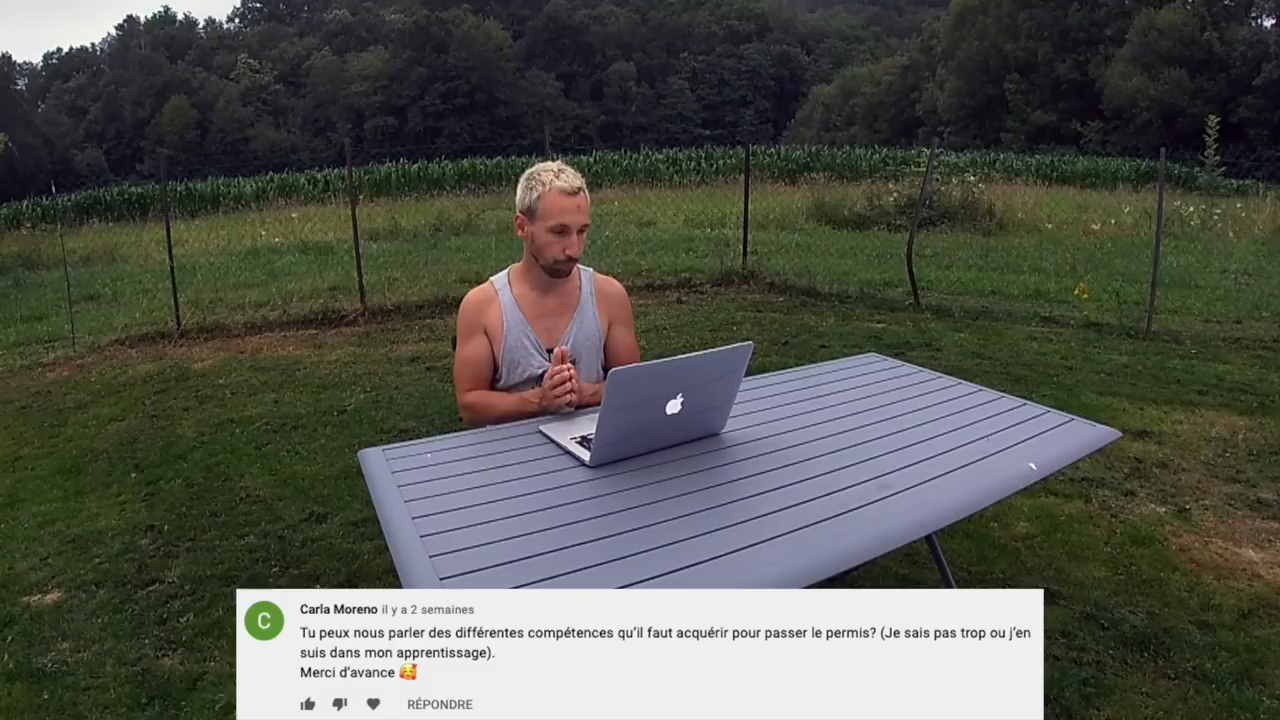 C
Carla Moreno il y a 2 semaines
Tu peux nous parler des différentes compétences qu'il faut acquérir pour passer le permis? (Je sais pas trop ou j'en
suis dans mon apprentissage).
Merci d'avance 🥰
RÉPONDRE